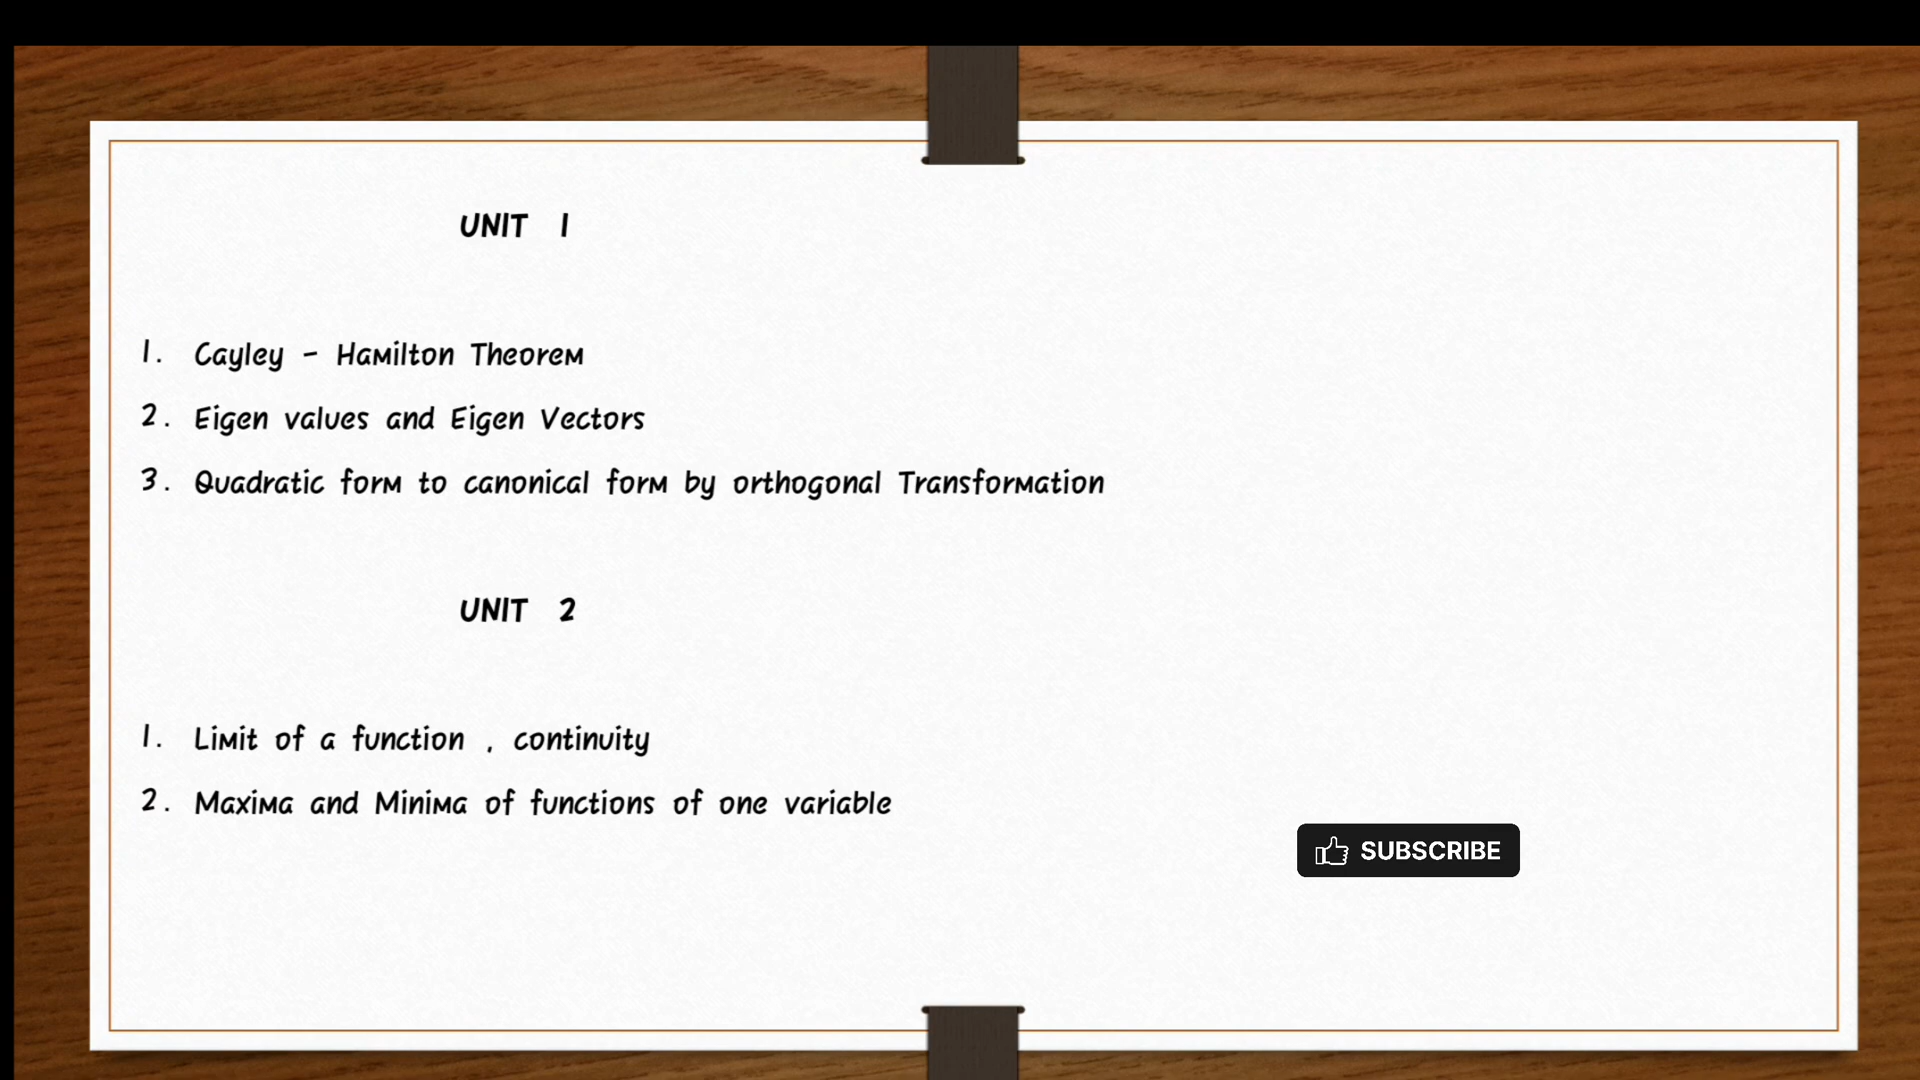 UNIT 1
1. Cayley - Hamilton Theorem
2. Eigen values and Eigen Vectors
3. Quadratic form to canonical form by orthogonal Transformation
UNIT 2
1. Limit of a function , continuity
2. Maxima and Minima of functions of one variable
SUBSCRIBE